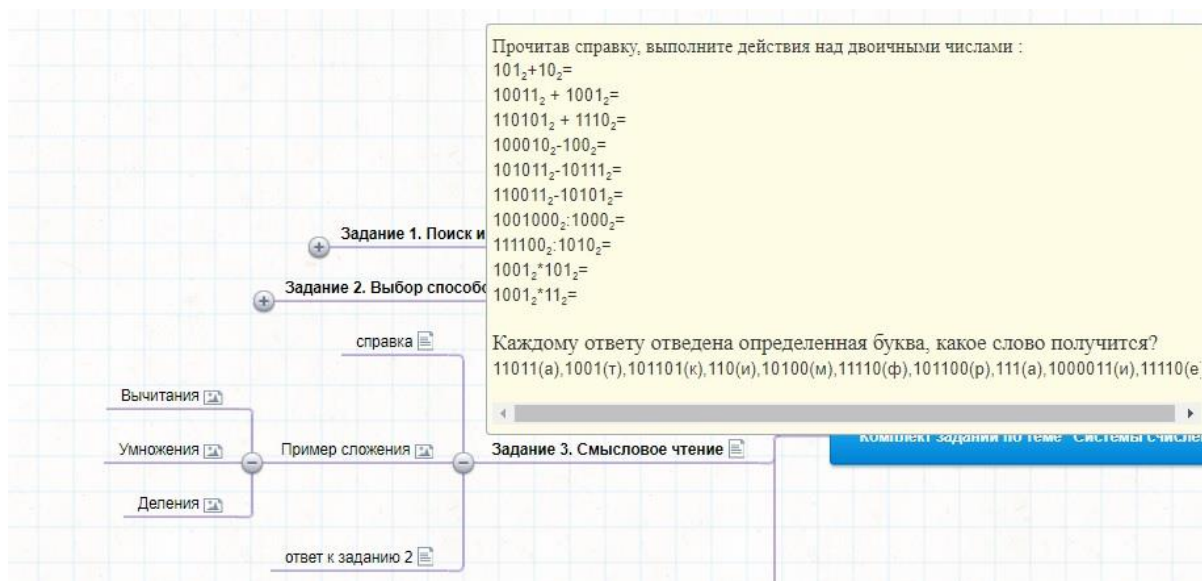 Прочитав справку, выполните действия над двоичными числами :
101₂+10₂=
10011₂ + 1001₂=
110101₂ + 1110₂=
100010₂-100₂=
101011₂-10111₂=
110011₂-10101₂=
1001000₂:1000₂=
111100₂:1010₂=
1001₂*101₂=
1001₂*11₂=
Каждому ответу отведена определенная буква, какое слово получится?
11011(а),1001(т),101101(к),110(и),10100(м),11110(ф),101100(р),111(а),1000011(и),11110(е
Задание 1. Поиск и
Задание 2. Выбор способо
справка
Вычитания
Умножения
Деления
Пример сложения
Задание 3. Смысловое чтение
Комплект заданий по теме "Системы счислен
ответ к заданию 2